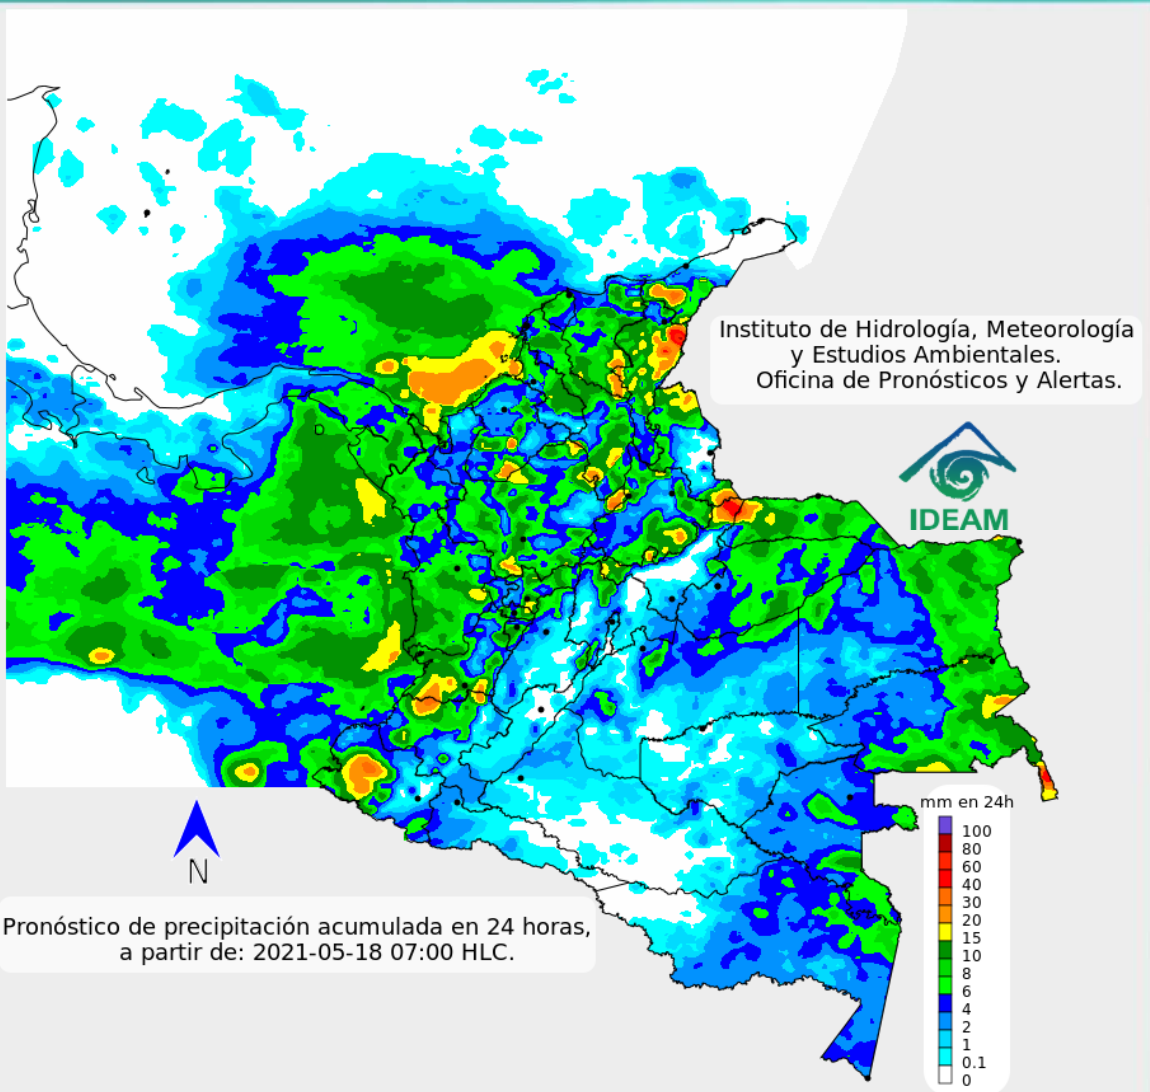 Instituto de Hidrología, Meteorología
y Estudios Ambientales.
Oficina de Pronósticos y Alertas.
IDEAM
mm en 24h
100
80
60
40
30
20
15
10
8
6
4
2
1
0.1
0
N
Pronóstico de precipitación acumulada en 24 horas,
a partir de: 2021-05-18 07:00 HLC.